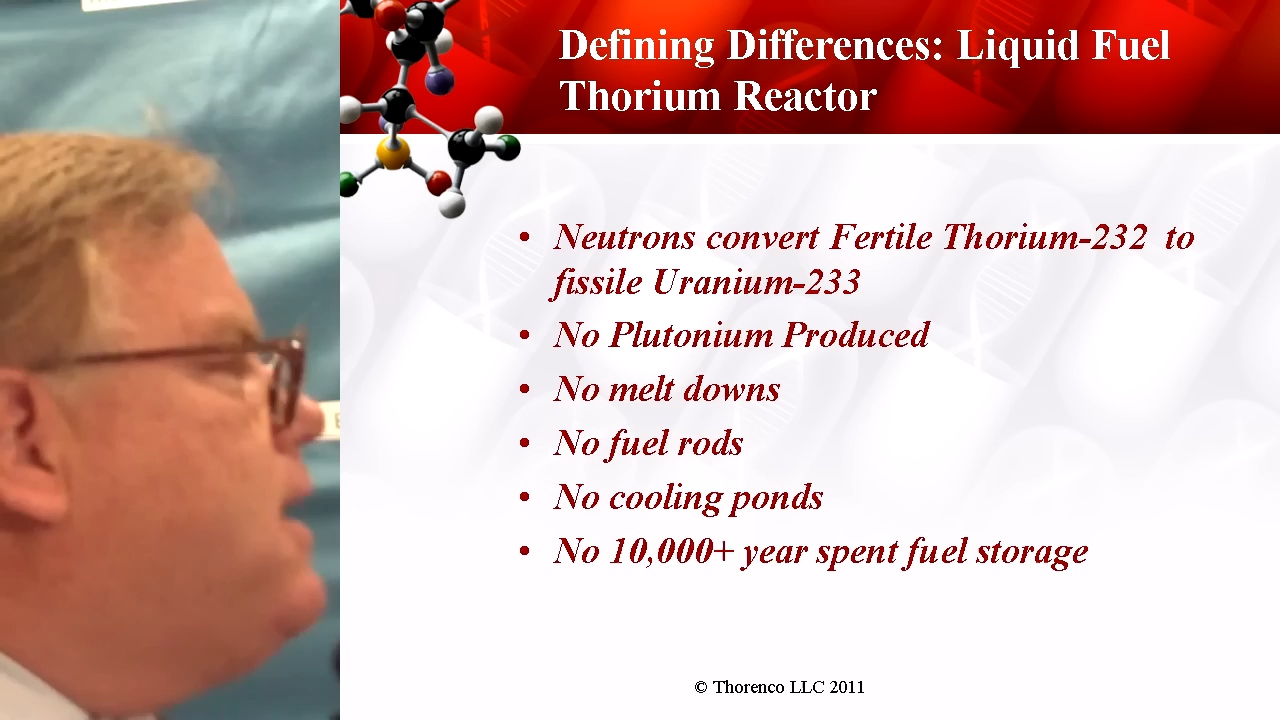 Defining Differences: Liquid Fuel
Thorium Reactor
• Neutrons convert Fertile Thorium-232 to
fissile Uranium-233
• No Plutonium Produced
• No melt downs
• No fuel rods
• No cooling ponds
• No 10,000+ year spent fuel storage
© Thorenco LLC 2011